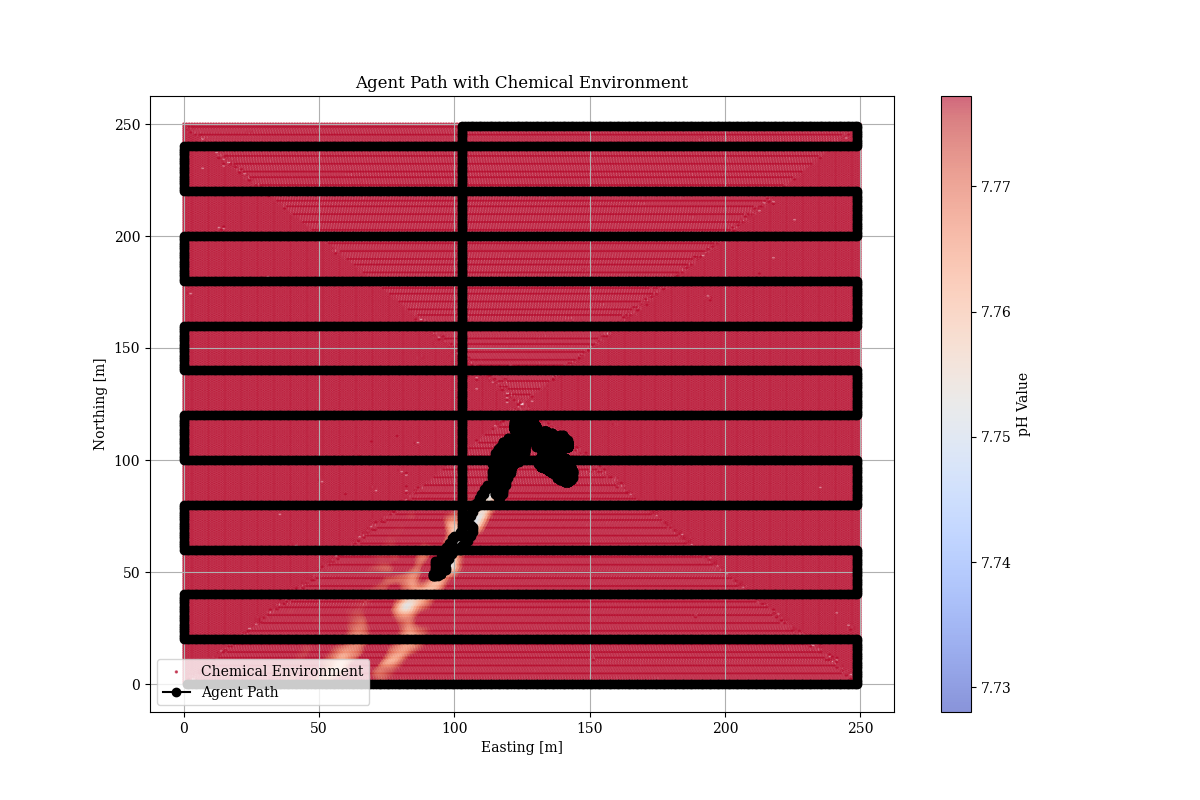 Agent Path with Chemical Environment
250
200
150
100
50
0
Northing [m]
Chemical Environment
Agent Path
0
50
100
150
200
250
Easting [m]
7.77
7.76
7.75
7.74
7.73
pH Value